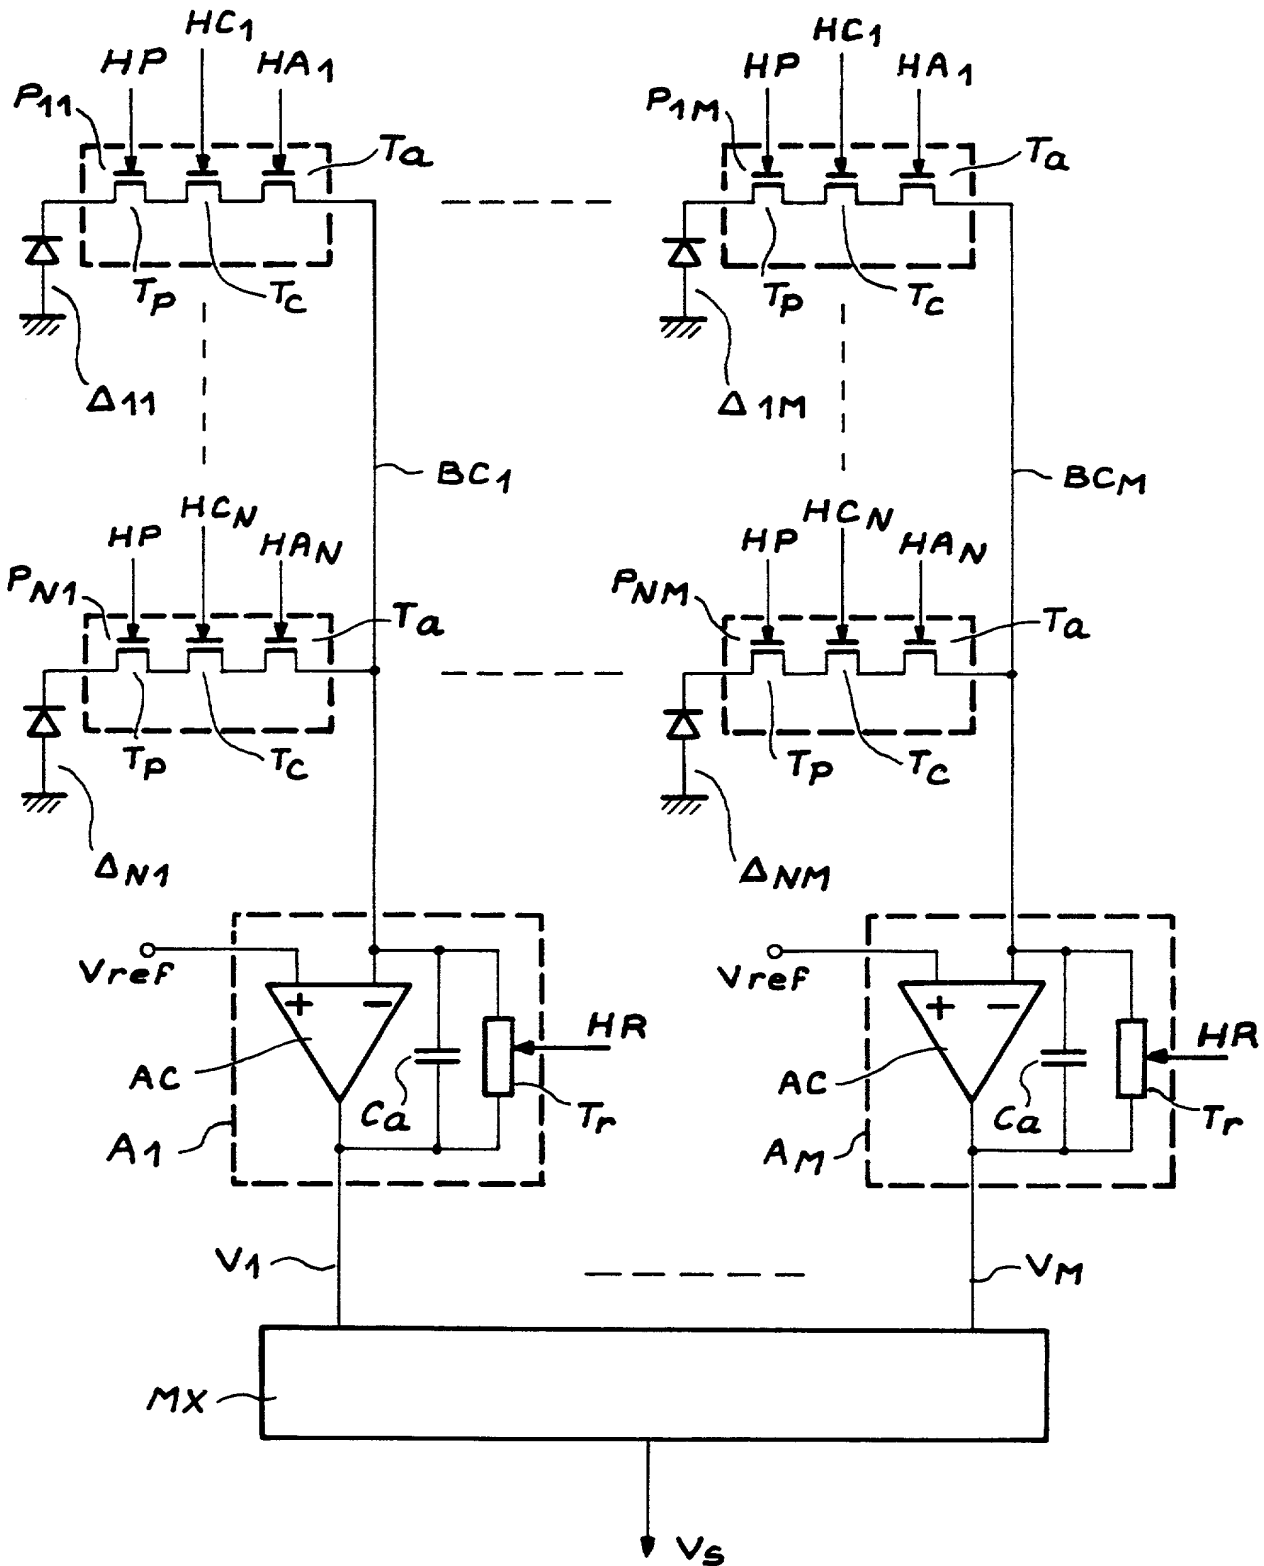 HC1 HC1
HP HA1 HP HA1
P11 P1M
Ta Ta
Tp Tc Tp Tc
Δ11 Δ1M
BC1 BCM
HCN HCN
HP HAN HP HAN
PN1 PNM
Ta Ta
Tp Tc Tp Tc
ΔN1 ΔNM
Vref + − Vref + −
HR HR
AC Ca Tr AC Ca Tr
A1 AM
V1 VM
MX
Vs